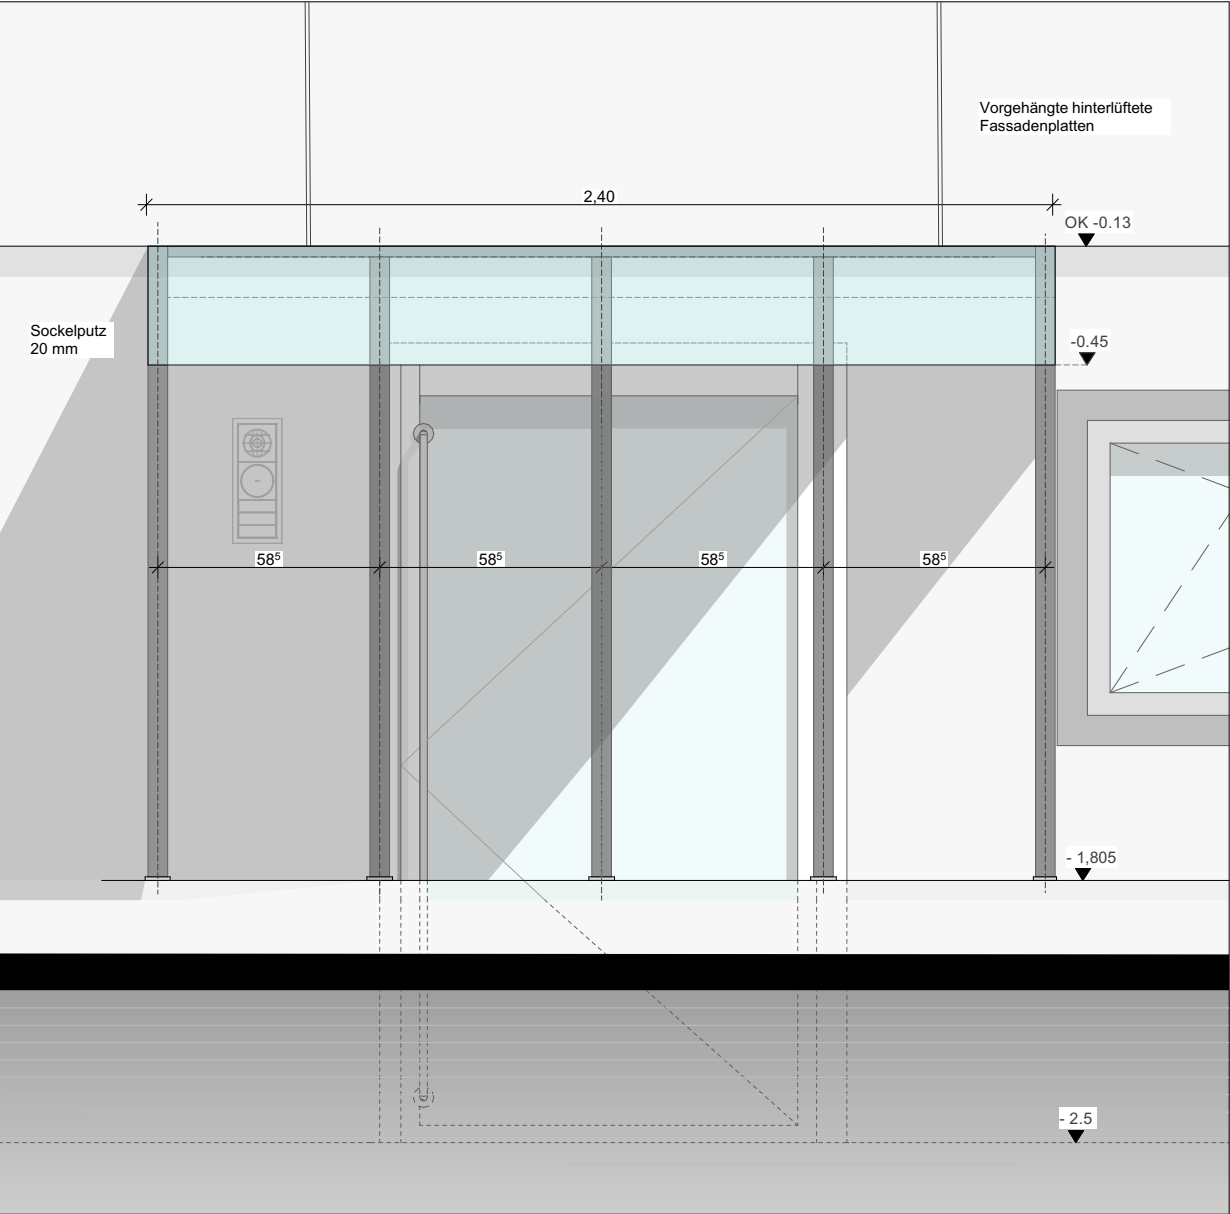 Vorgehängte hinterlüftete
Fassadenplatten
2,40
OK -0.13
Sockelputz
20 mm
-0.45
58⁵ 58⁵ 58⁵ 58⁵
- 1,805
- 2.5